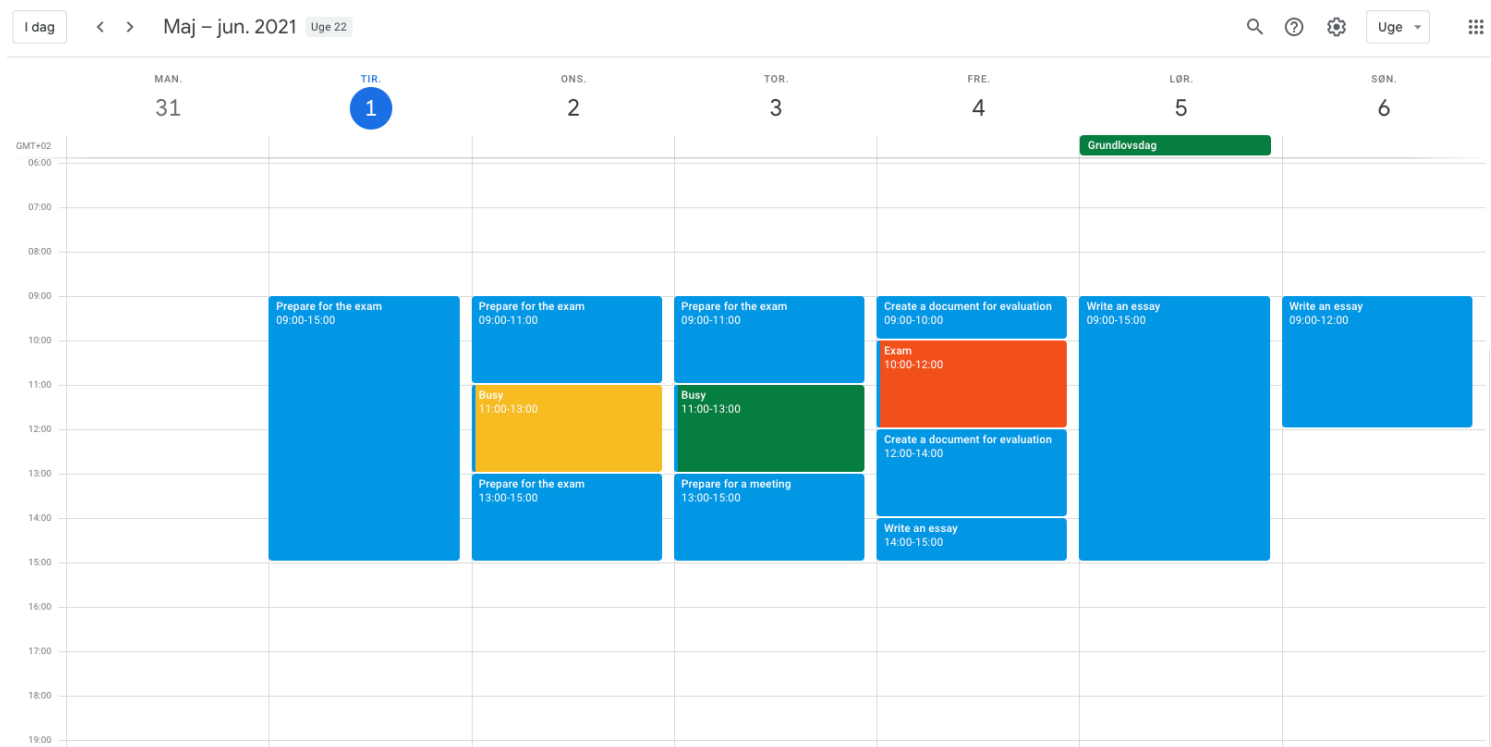 I dag
Maj – jun. 2021
Uge 22
Uge
MAN.
31
TIR.
1
ONS.
2
TOR.
3
FRE.
4
LØR.
5
SØN.
6
GMT+02
Grundlovsdag
06:00
07:00
08:00
09:00
10:00
11:00
12:00
13:00
14:00
15:00
16:00
17:00
18:00
19:00
Prepare for the exam
09:00-15:00
Prepare for the exam
09:00-11:00
Busy
11:00-13:00
Prepare for the exam
13:00-15:00
Prepare for the exam
09:00-11:00
Busy
11:00-13:00
Prepare for a meeting
13:00-15:00
Create a document for evaluation
09:00-10:00
Exam
10:00-12:00
Create a document for evaluation
12:00-14:00
Write an essay
14:00-15:00
Write an essay
09:00-15:00
Write an essay
09:00-12:00